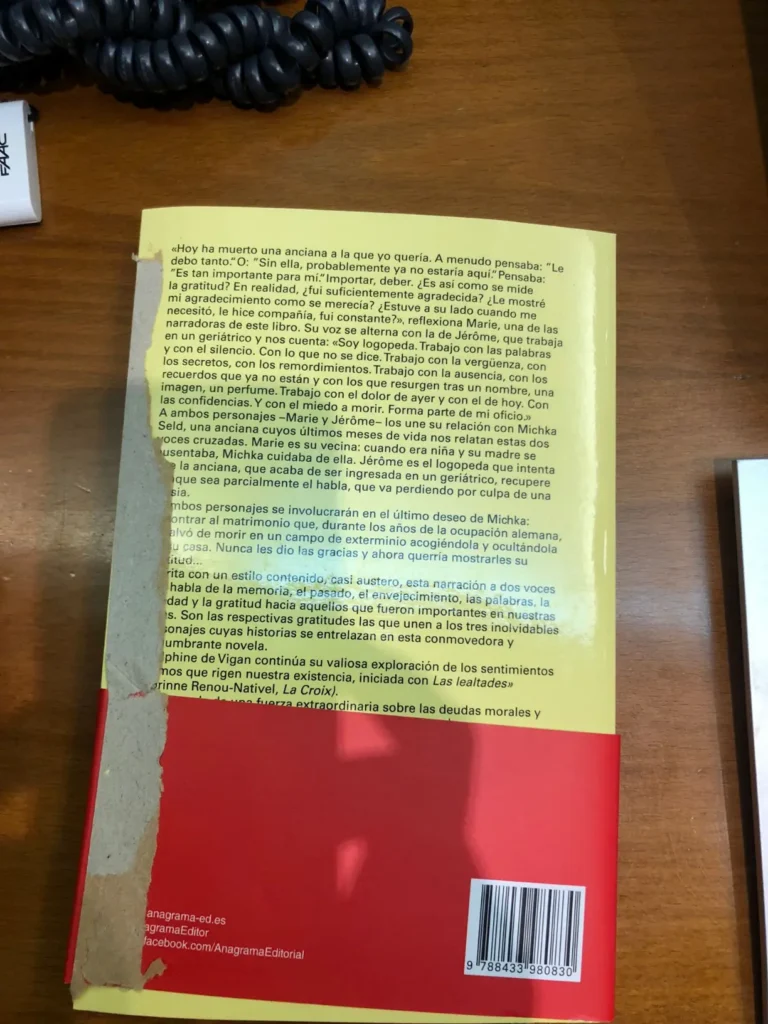 FAAC
«Hoy ha muerto una anciana a la que yo quería. A menudo pensaba: "Le
debo tanto." O: "Sin ella, probablemente ya no estaría aquí." Pensaba:
"Es tan importante para mí." Importar, deber. ¿Es así como se mide
la gratitud? En realidad, ¿fui suficientemente agradecida? ¿Le mostré
mi agradecimiento como se merecía? ¿Estuve a su lado cuando me
necesitó, le hice compañía, fui constante?», reflexiona Marie, una de las
narradoras de este libro. Su voz se alterna con la de Jérôme, que trabaja
en un geriátrico y nos cuenta: «Soy logopeda. Trabajo con las palabras
y con el silencio. Con lo que no se dice. Trabajo con la vergüenza, con
los secretos, con los remordimientos. Trabajo con la ausencia, con los
recuerdos que ya no están y con los que resurgen tras un nombre, una
imagen, un perfume. Trabajo con el dolor de ayer y con el de hoy. Con
las confidencias. Y con el miedo a morir. Forma parte de mi oficio.»
A ambos personajes –Marie y Jérôme– los une su relación con Michka
Seld, una anciana cuyos últimos meses de vida nos relatan estas dos
voces cruzadas. Marie es su vecina: cuando era niña y su madre se
usentaba, Michka cuidaba de ella. Jérôme es el logopeda que intenta
la anciana, que acaba de ser ingresada en un geriátrico, recupere
que sea parcialmente el habla, que va perdiendo por culpa de una
sia.
mbos personajes se involucrarán en el último deseo de Michka:
ontrar al matrimonio que, durante los años de la ocupación alemana,
alvó de morir en un campo de exterminio acogiéndola y ocultándola
u casa. Nunca les dio las gracias y ahora querría mostrarles su
itud...
rita con un estilo contenido, casi austero, esta narración a dos voces
habla de la memoria, el pasado, el envejecimiento, las palabras, la
dad y la gratitud hacia aquellos que fueron importantes en nuestras
s. Son las respectivas gratitudes las que unen a los tres inolvidables
sonajes cuyas historias se entrelazan en esta conmovedora y
umbrante novela.
lphine de Vigan continúa su valiosa exploración de los sentimientos
mos que rigen nuestra existencia, iniciada con Las lealtades»
orinne Renou-Nativel, La Croix).
de una fuerza extraordinaria sobre las deudas morales y
anagrama-ed.es
agramaEditor
facebook.com/AnagramaEditorial
9 788433 980830